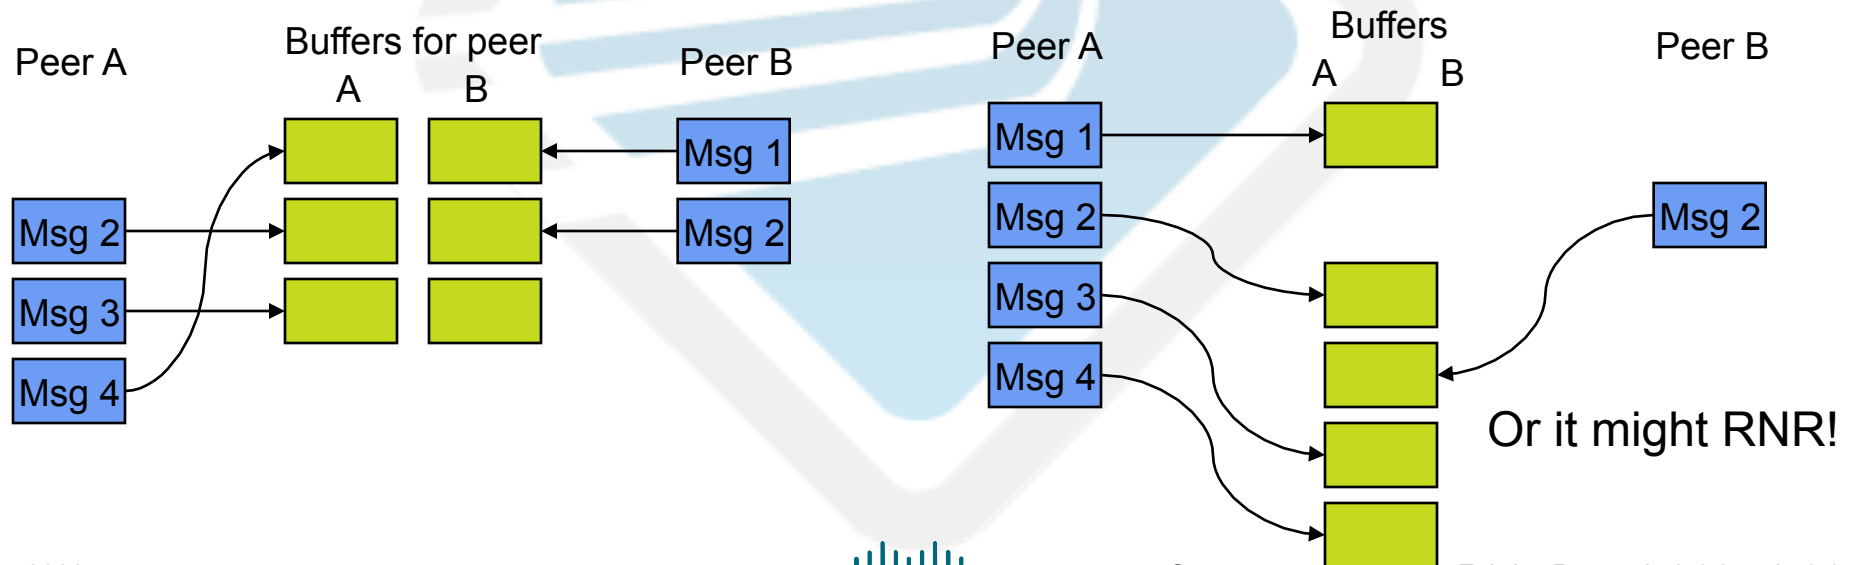 Peer A
Buffers for peer
A B
Peer B
Msg 1
Msg 2
Msg 2
Msg 3
Msg 4
Peer A
Buffers
A B
Peer B
Msg 1
Msg 2
Msg 2
Msg 3
Msg 4
Or it might RNR!